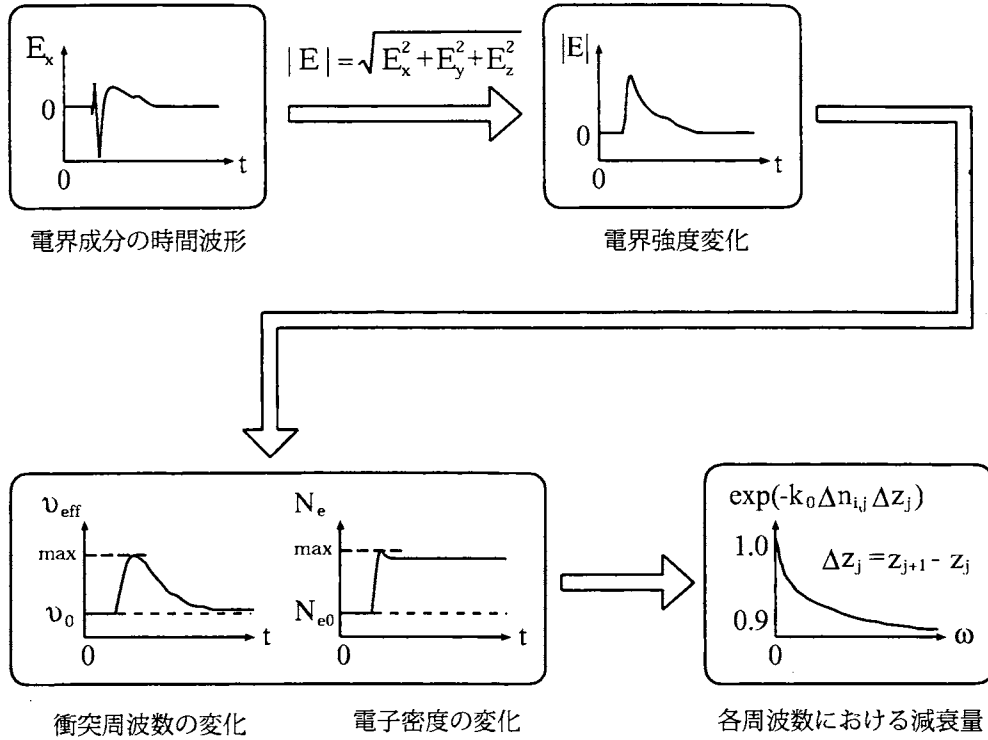 E_x
0
0
t
電界成分の時間波形
|E|=√E_x^2+E_y^2+E_z^2
|E|
0
0
t
電界強度変化
υ_eff
max
υ_0
0
t
衝突周波数の変化
N_e
max
N_e0
0
t
電子密度の変化
exp(-k_0Δn_i,jΔz_j)
1.0
Δz_j=z_j+1-z_j
0.9
0
ω
各周波数における減衰量